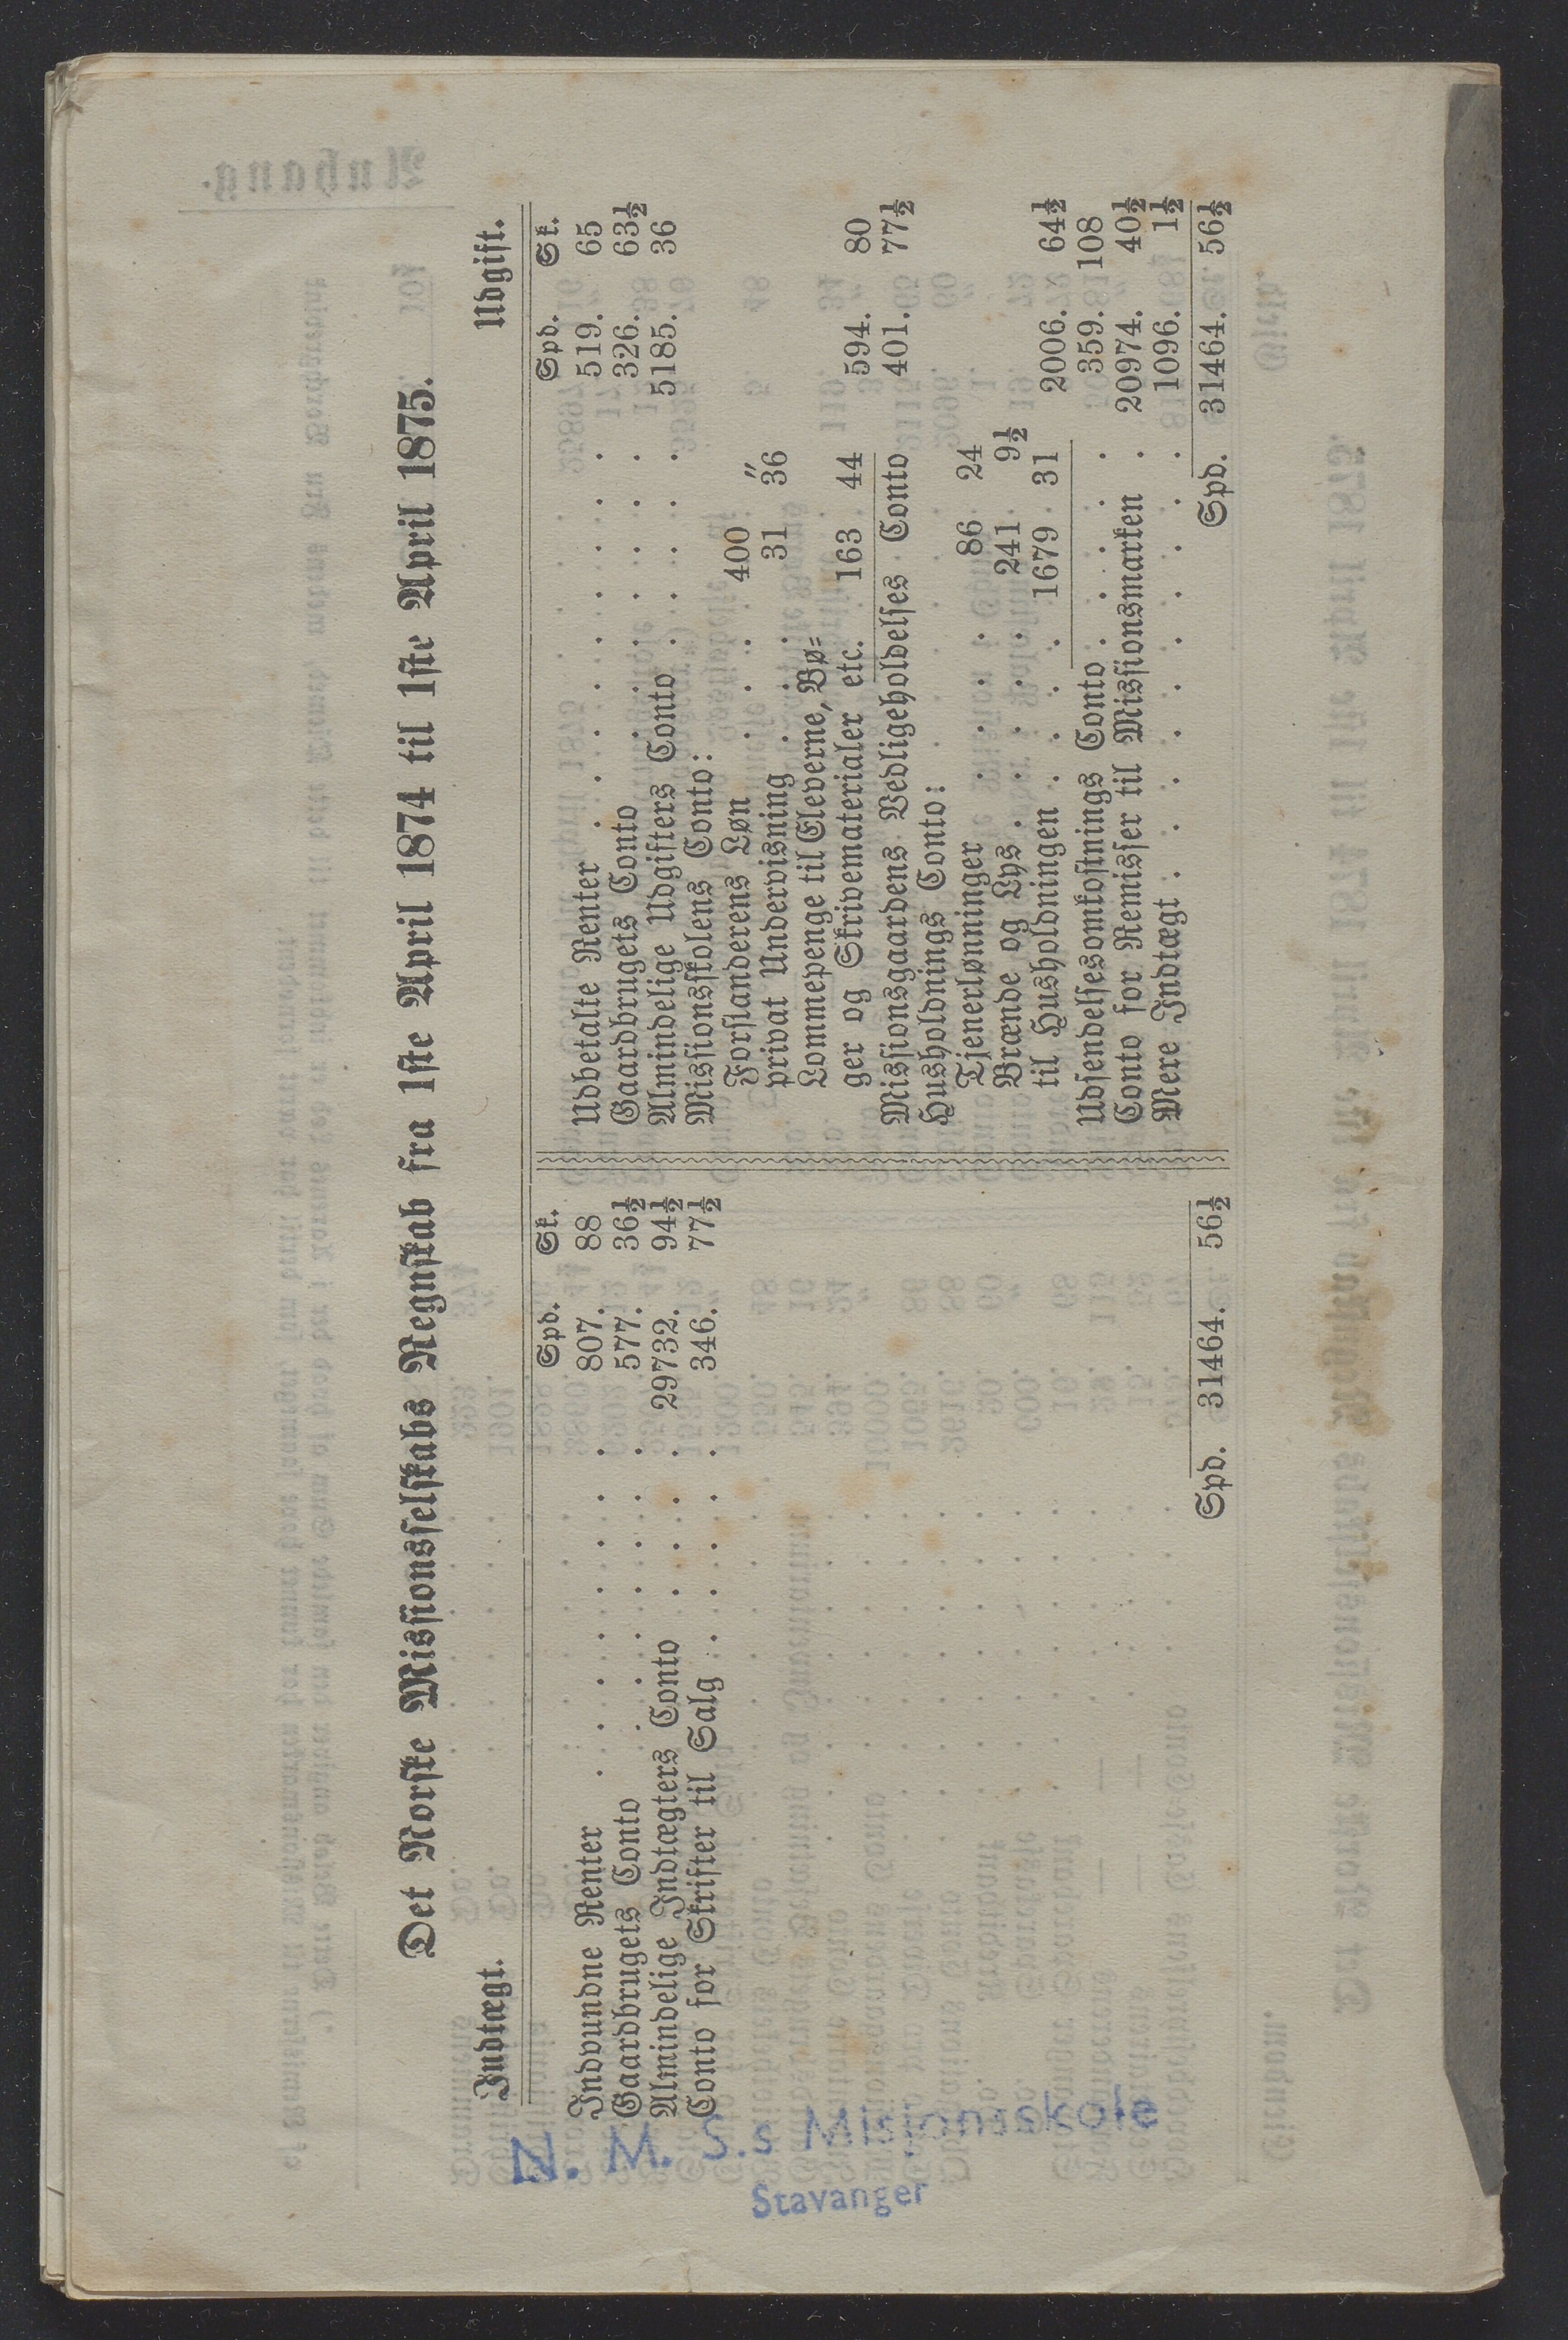 Det Norske Missionsselskabs Regnskab fra 1ste April 1874 til 1ste April 1875.
Indtægt.
Spd. Sk.
Indvundne Renter . . . . . . . . 807. 88
Gaardbrugets Conto . . . . . . . 577. 36½
Almindelige Indtægters Conto . . . . 29732. 94½
Conto for Skrifter til Salg . . . . . 346. 77½
Spd. 31464. 56½
Udgift.
Spd. Sk.
Udbetalte Renter . . . . . . . . . 519. 65
Gaardbrugets Conto . . . . . . . 326. 63½
Almindelige Udgifters Conto . . . . . 5185. 36
Missionsskolens Conto:
Forstanderens Løn . . . . 400 "
privat Undervisning . . . 31 36
Lommepenge til Eleverne, Bø=
ger og Skrivematerialer etc. 163 44 594. 80
Missionsgaardens Vedligeholdelses Conto 401. 77½
Husholdnings Conto:
Tjenerlønninger . . . . 86 24
Brænde og Lys . . . . . 241 9½
til Husholdningen . . . . 1679 31 2006. 64½
Udsendelsesomkostnings Conto . . . . . 359. 108
Conto for Remisser til Missionsmarken . 20974. 40½
Mere Indtægt . . . . . . . . . . 1096. 1½
Spd. 31464. 56½
N. M. S.s Misjonsskole
Stavanger